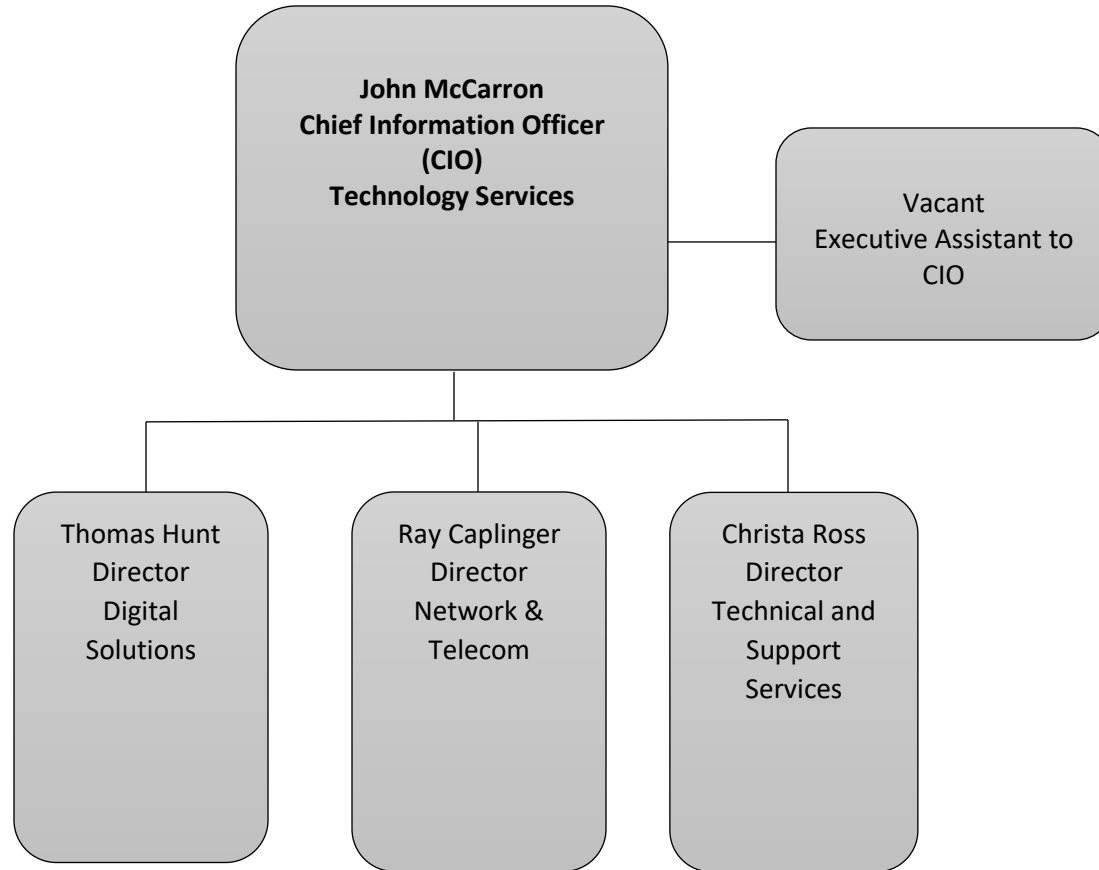 John McCarron
Chief Information Officer
(CIO)
Technology Services
Vacant
Executive Assistant to
CIO
Thomas Hunt
Director
Digital
Solutions
Ray Caplinger
Director
Network &
Telecom
Christa Ross
Director
Technical and
Support
Services